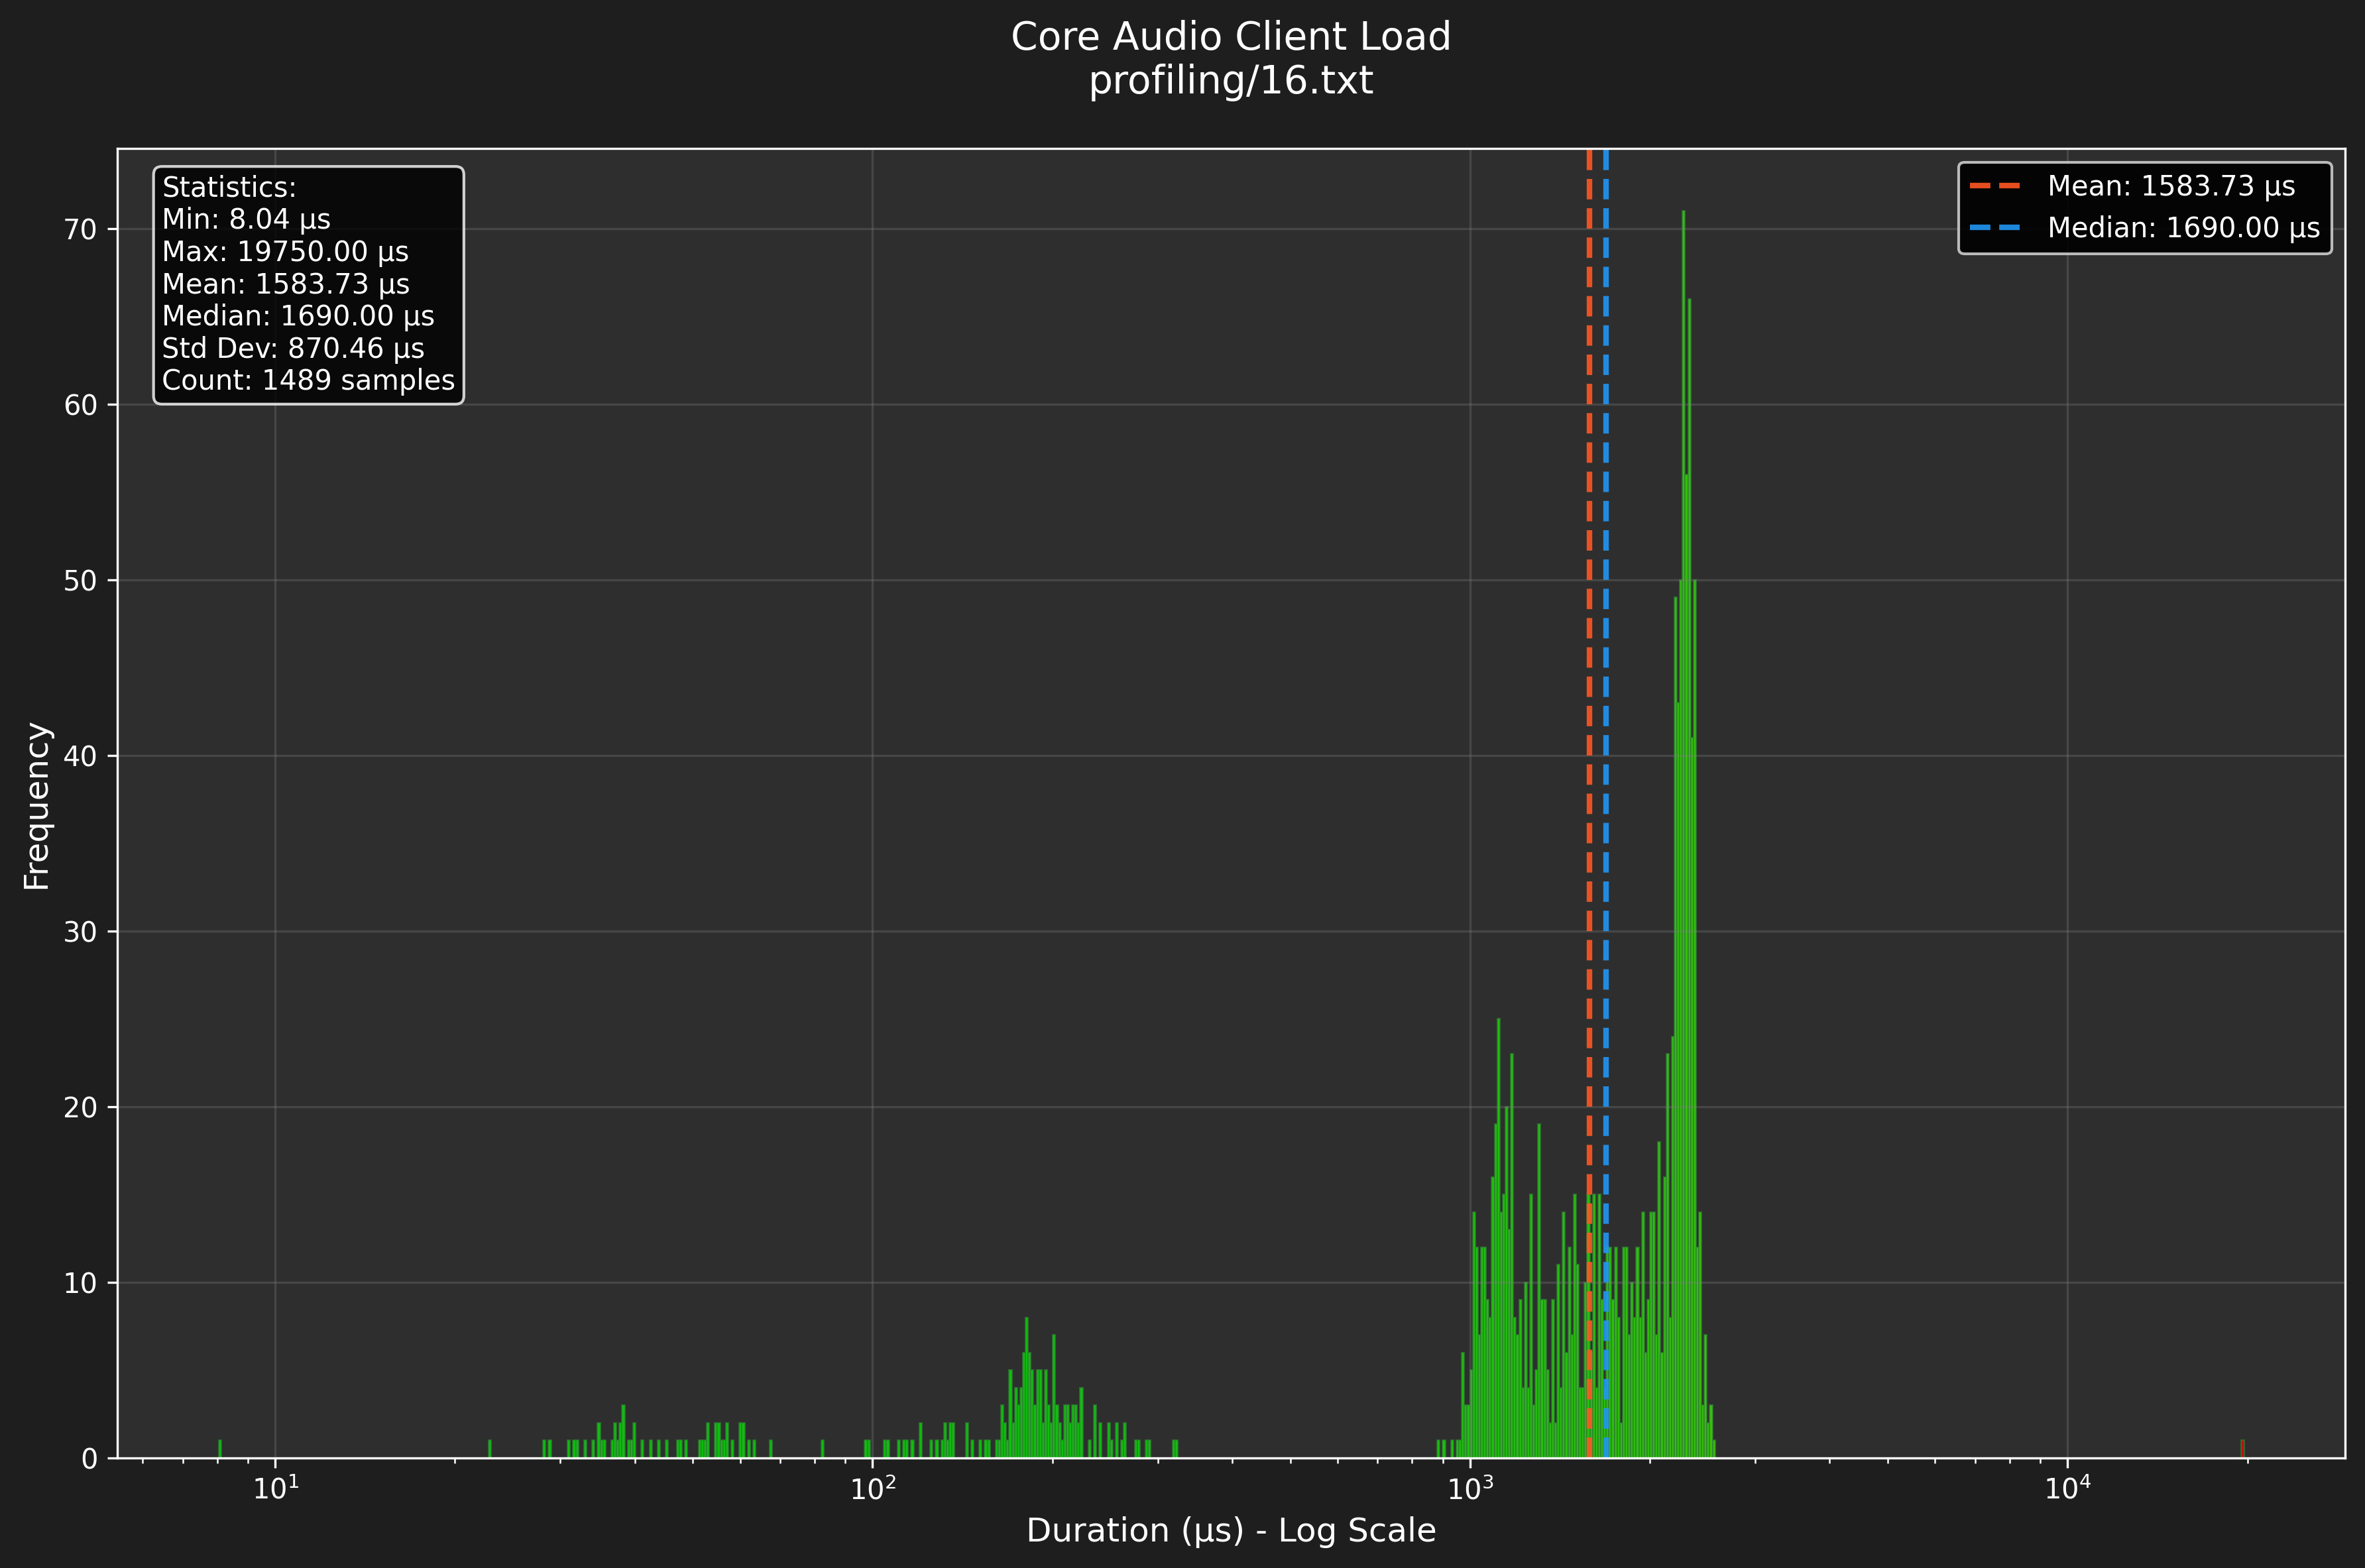 Core Audio Client Load
profiling/16.txt
Statistics:
Min: 8.04 µs
Max: 19750.00 µs
Mean: 1583.73 µs
Median: 1690.00 µs
Std Dev: 870.46 µs
Count: 1489 samples
Mean: 1583.73 µs
Median: 1690.00 µs
Frequency
70
60
50
40
30
20
10
0
10¹
10²
10³
10⁴
Duration (µs) - Log Scale